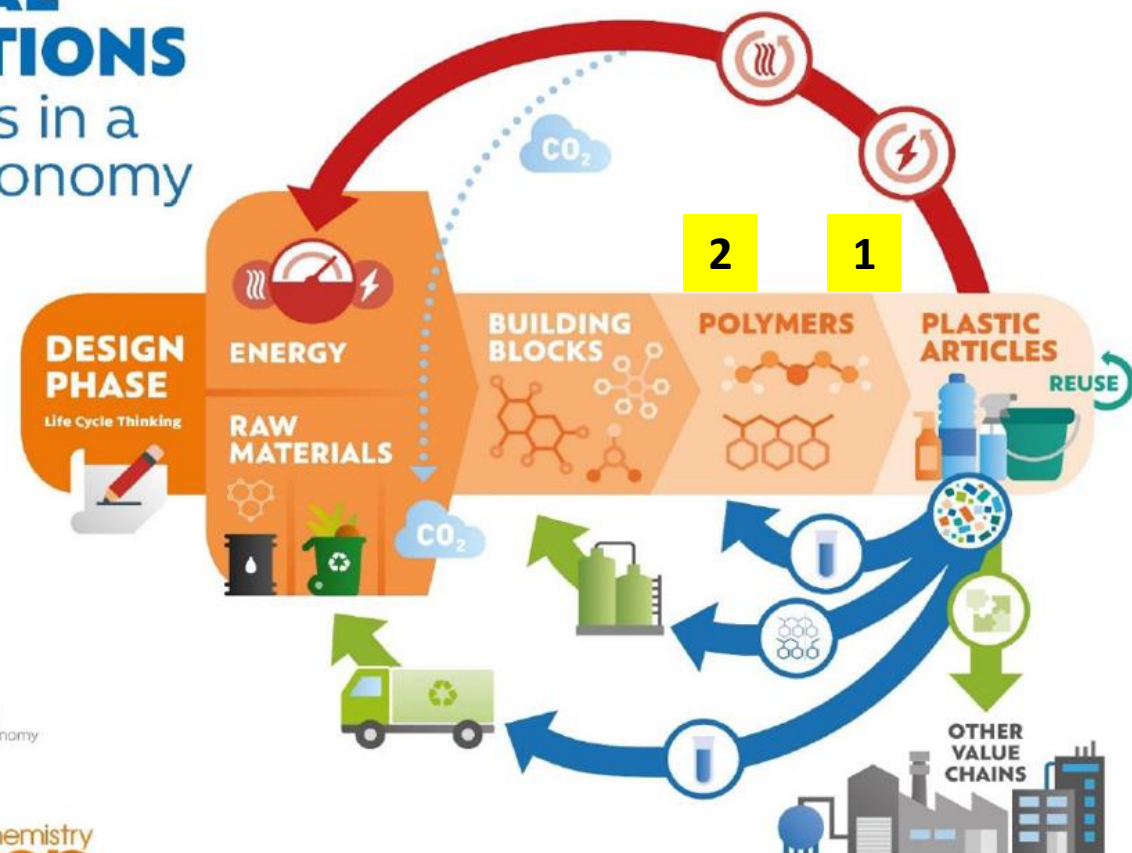 TIONS
s in a
onomy
CO₂
2
1
DESIGN
PHASE
Life Cycle Thinking
ENERGY
RAW
MATERIALS
CO₂
BUILDING
BLOCKS
POLYMERS
PLASTIC
ARTICLES
REUSE
OTHER
VALUE
CHAINS
nomy
hemistry